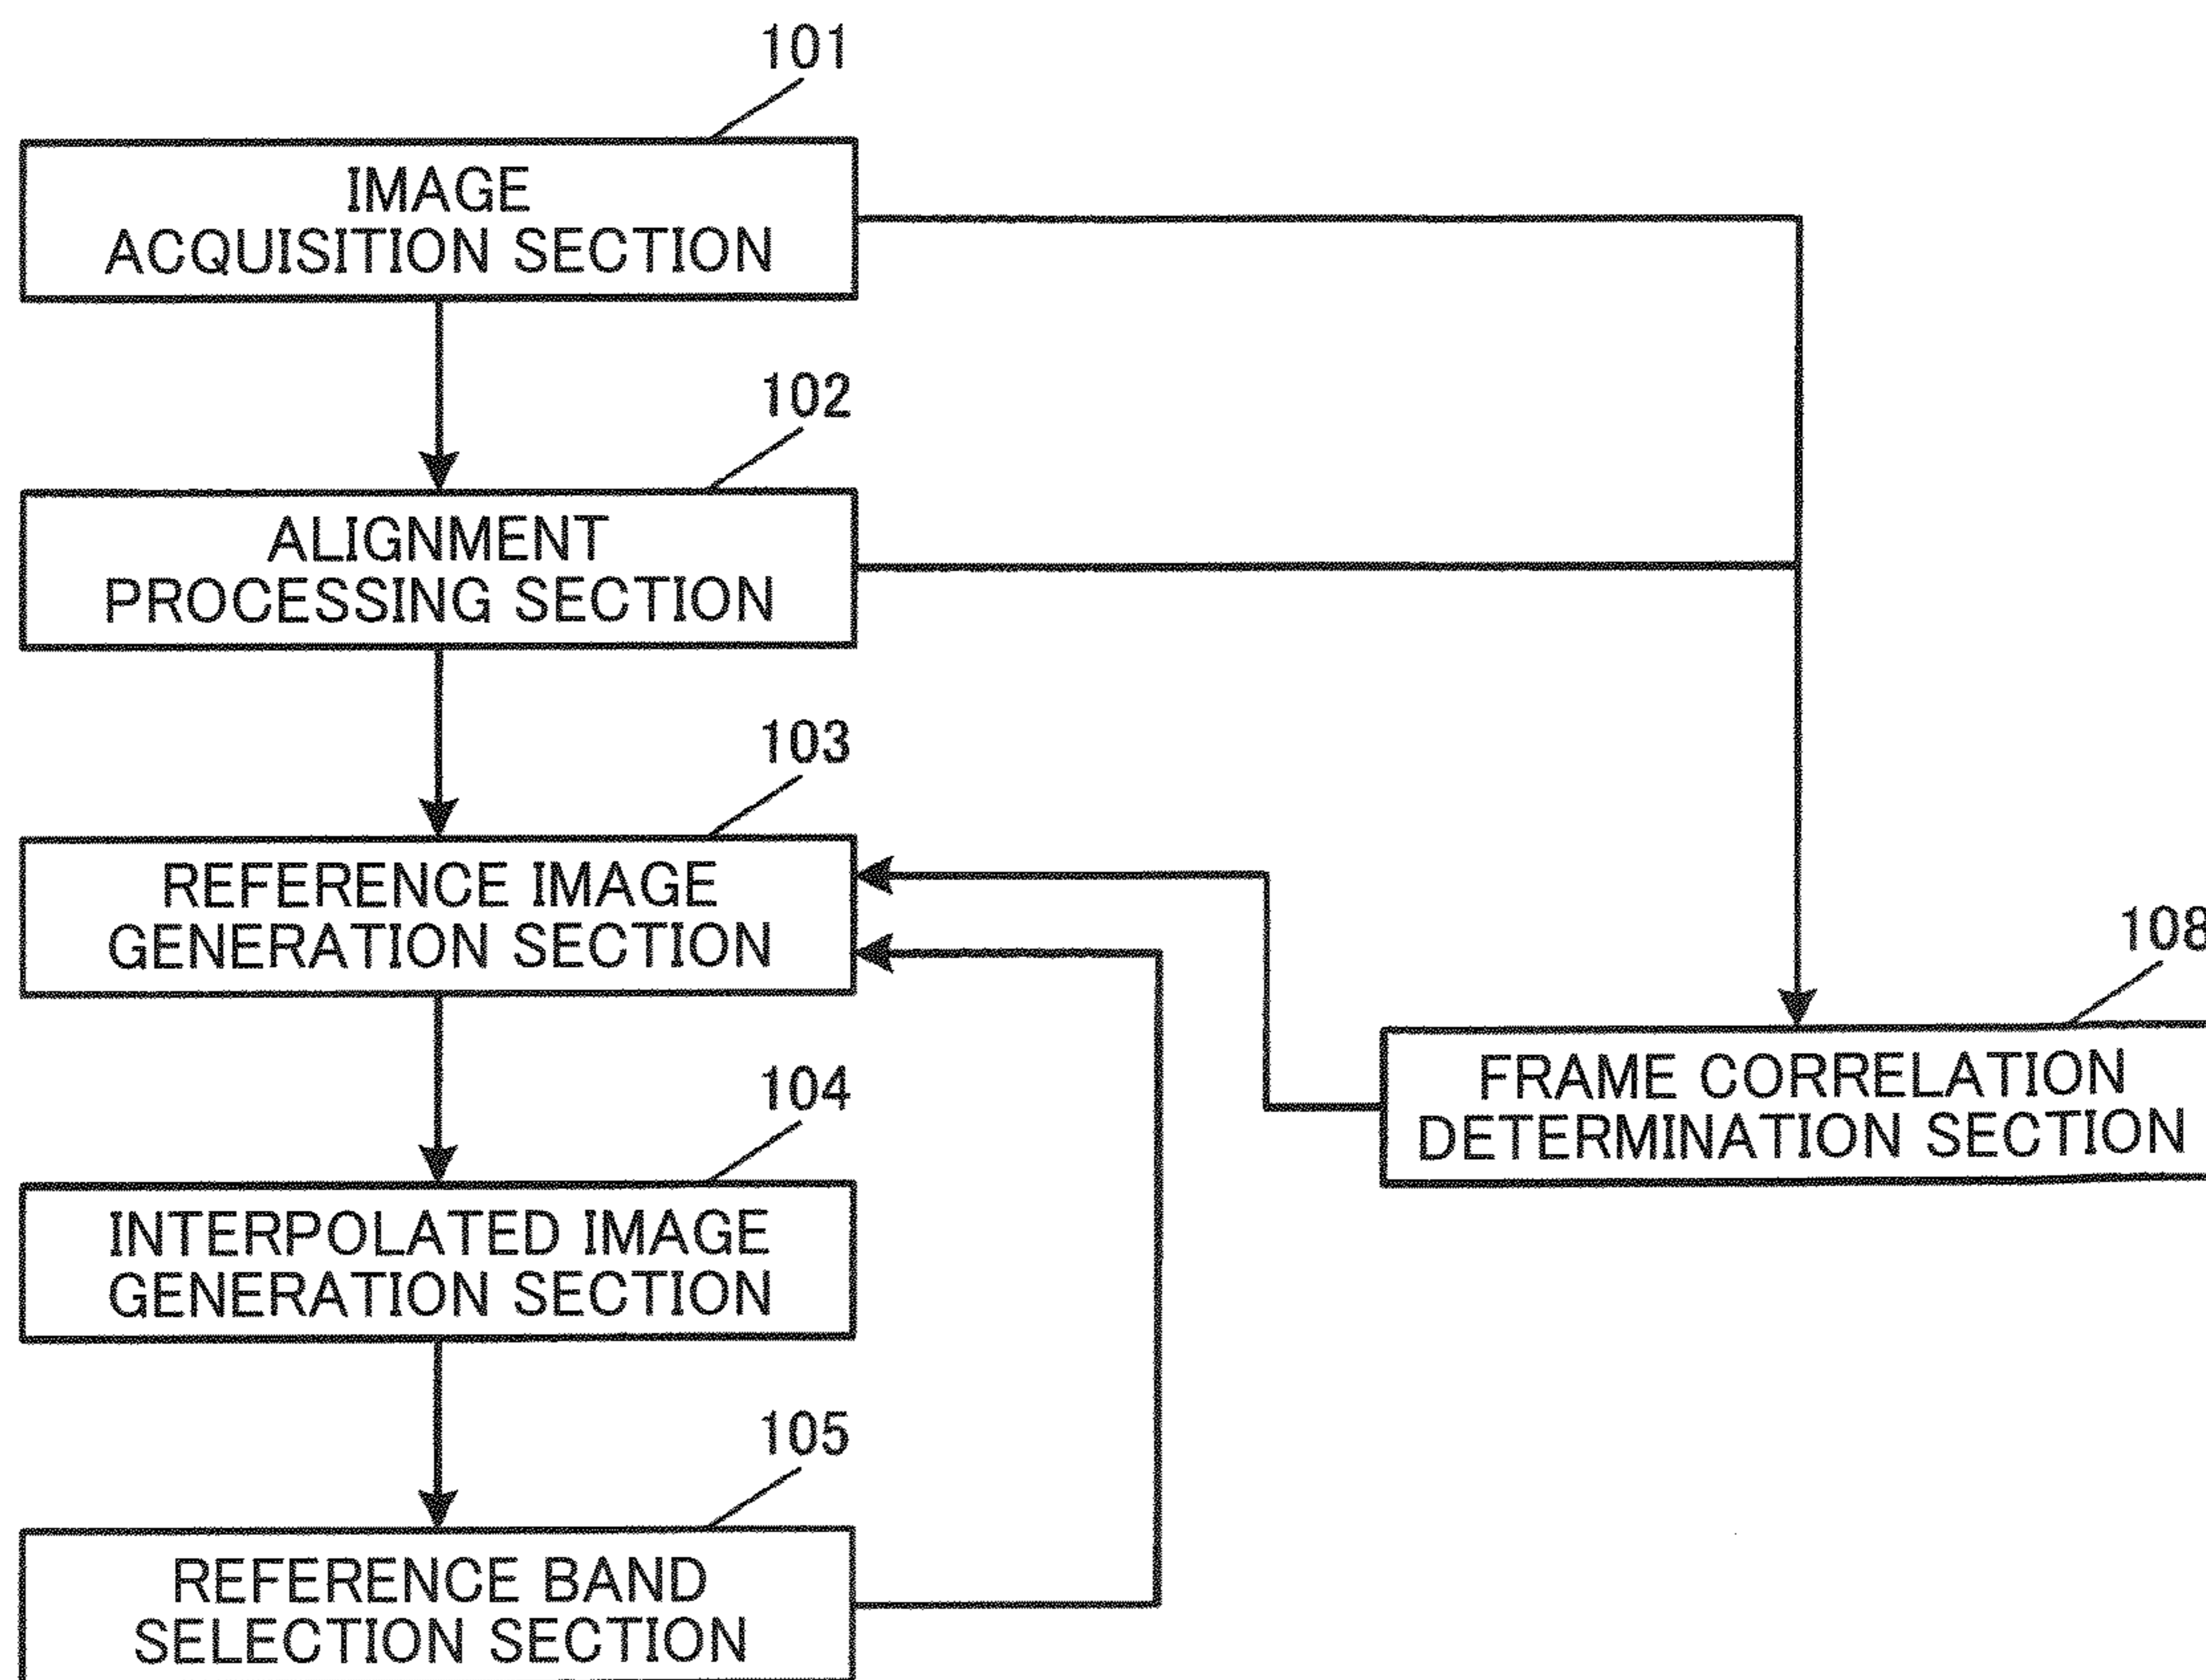 101
IMAGE
ACQUISITION SECTION
102
ALIGNMENT
PROCESSING SECTION
103
REFERENCE IMAGE
GENERATION SECTION
108
FRAME CORRELATION
DETERMINATION SECTION
104
INTERPOLATED IMAGE
GENERATION SECTION
105
REFERENCE BAND
SELECTION SECTION